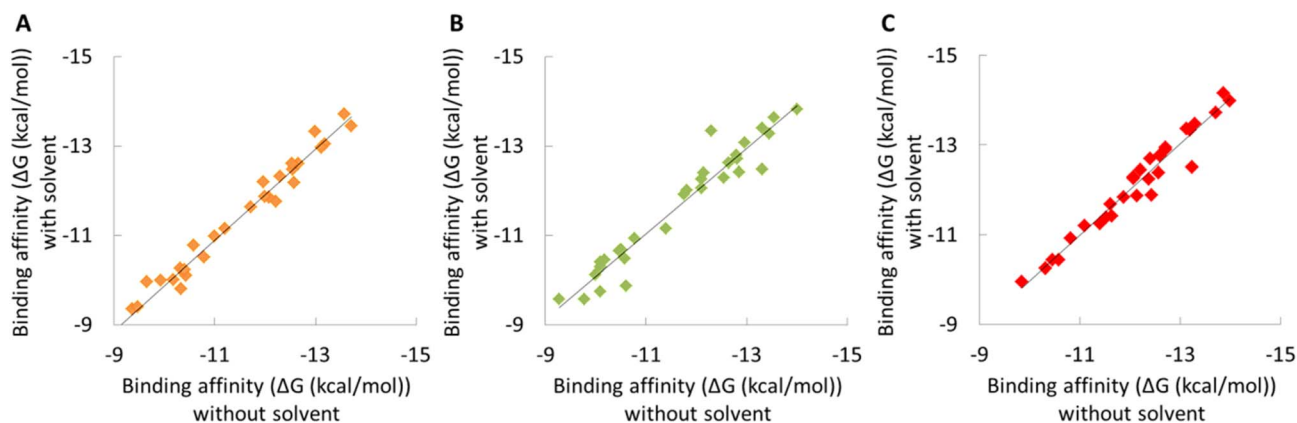 A
Binding affinity (ΔG (kcal/mol))
with solvent
-15
-13
-11
-9
-9
-11
-13
-15
Binding affinity (ΔG (kcal/mol))
without solvent
B
Binding affinity (ΔG (kcal/mol))
with solvent
-15
-13
-11
-9
-9
-11
-13
-15
Binding affinity (ΔG (kcal/mol))
without solvent
C
Binding affinity (ΔG (kcal/mol))
with solvent
-15
-13
-11
-9
-9
-11
-13
-15
Binding affinity (ΔG (kcal/mol))
without solvent